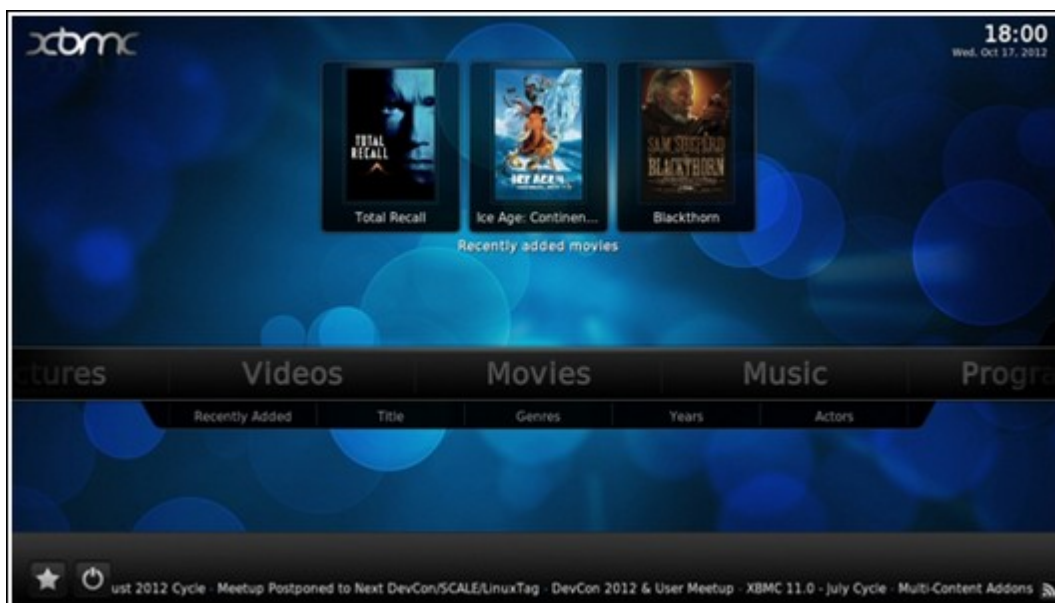 xbmc
18:00
Wed, Oct 17, 2012
TOTAL
RECALL
ICE AGE 4
SAM SHEPERD
BLACKTHORN
Total Recall
Ice Age: Continen...
Blackthorn
Recently added movies
ctures Videos Movies Music Progra
Recently Added Title Genres Years Actors
ust 2012 Cycle - Meetup Postponed to Next DevCon/SCALE/LinuxTag - DevCon 2012 & User Meetup - XBMC 11.0 - July Cycle - Multi-Content Addons